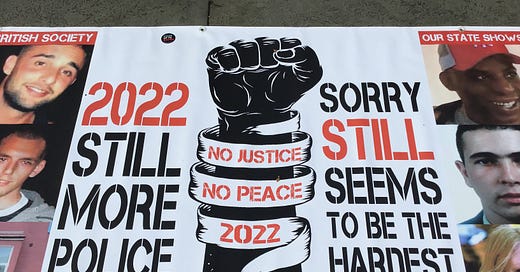 BRITISH SOCIETY
OUR STATE SHOWS
2022
STILL
MORE
POLICE
NO JUSTICE
NO PEACE
2022
SORRY
STILL
SEEMS
TO BE THE
HARDEST